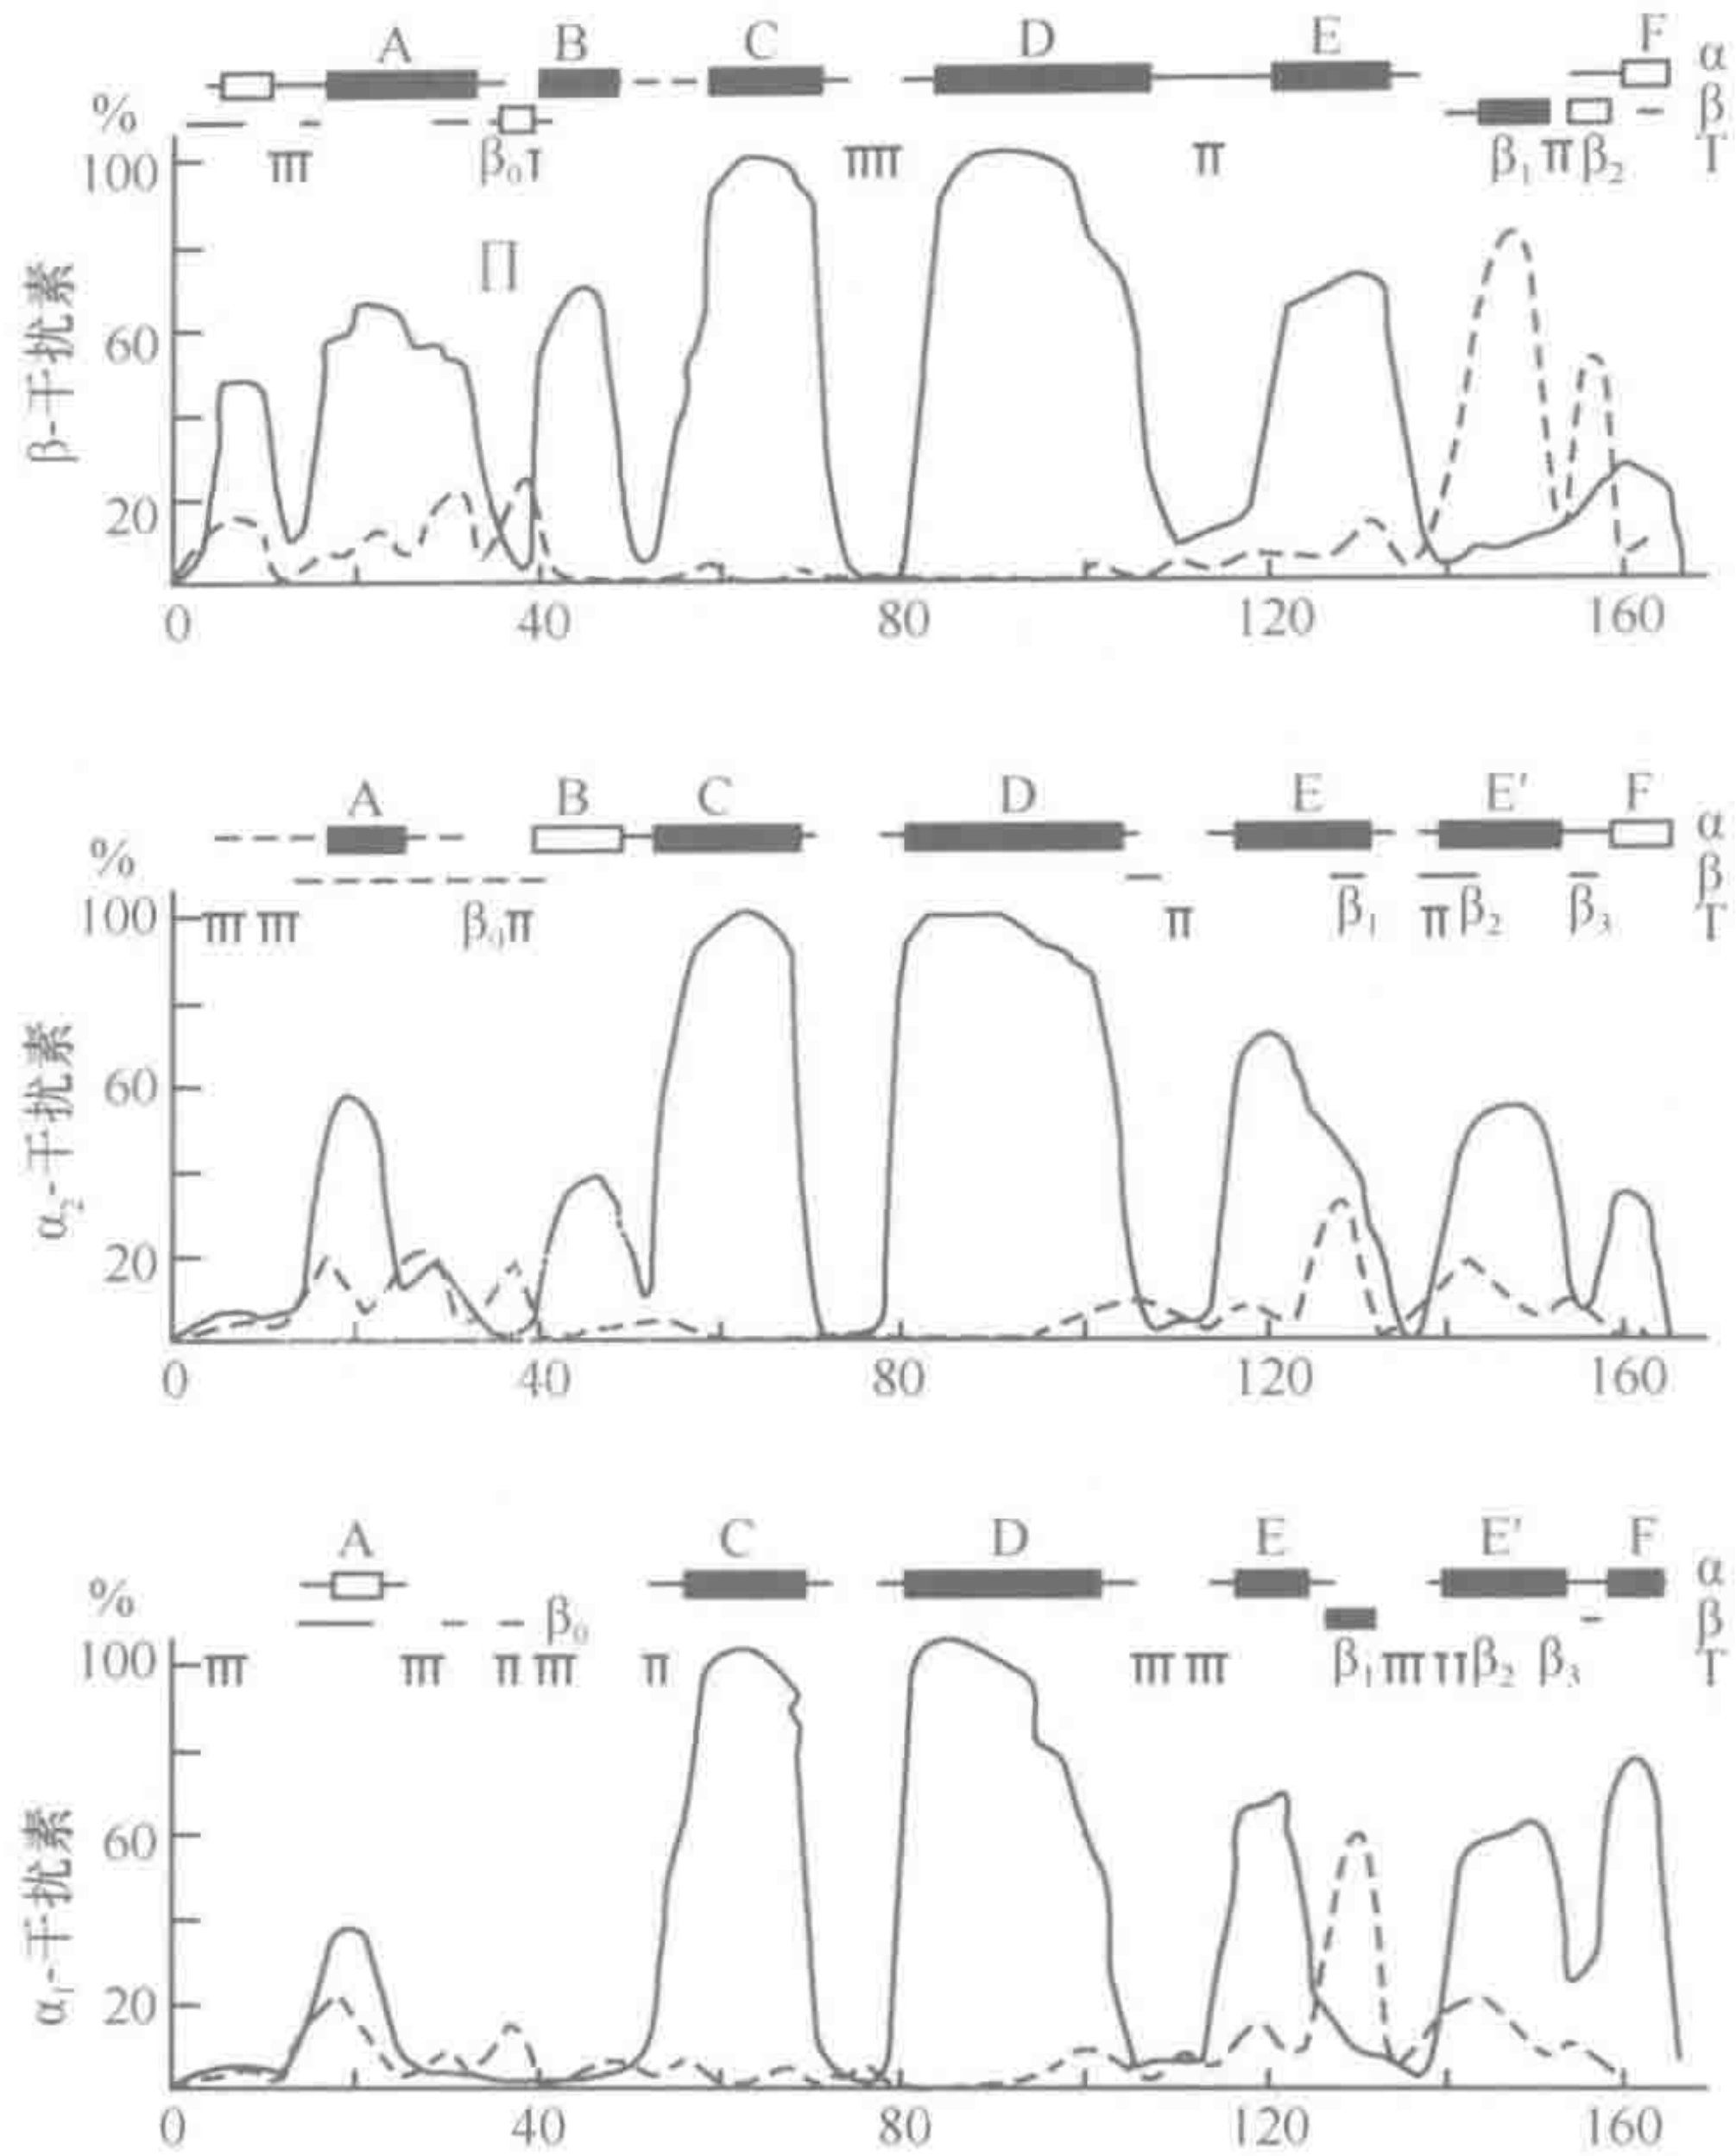 A B C D E F α
% β
β₀ β₁ β₂ T
100
60
20
β-干扰素
0 40 80 120 160
A B C D E E' F α
% β
β₀ β₁ β₂ β₃ T
100
60
20
α₂-干扰素
0 40 80 120 160
A C D E E' F α
% β₀ β
β₁ β₂ β₃ T
100
60
20
α₁-干扰素
0 40 80 120 160